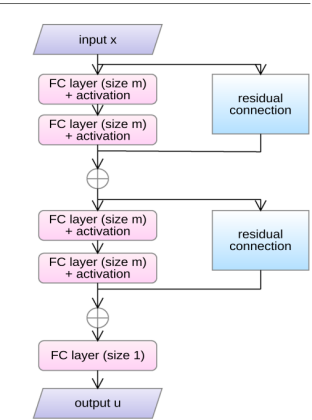 input x
FC layer (size m)
+ activation
FC layer (size m)
+ activation
residual
connection
FC layer (size m)
+ activation
FC layer (size m)
+ activation
residual
connection
FC layer (size 1)
output u